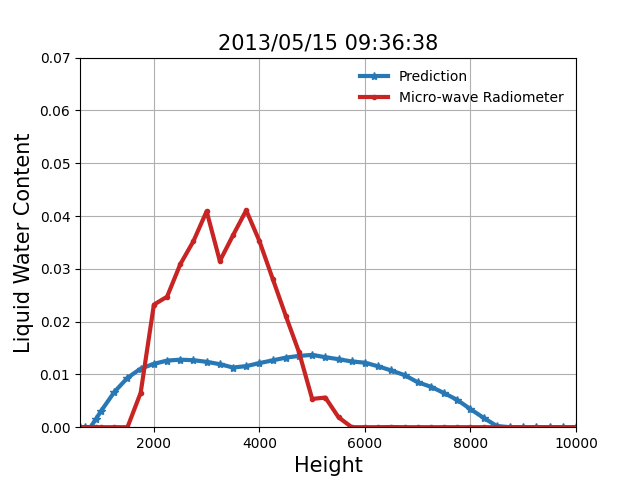 2013/05/15 09:36:38
Prediction
Micro-wave Radiometer
Liquid Water Content
0.07
0.06
0.05
0.04
0.03
0.02
0.01
0.00
2000 4000 6000 8000 10000
Height